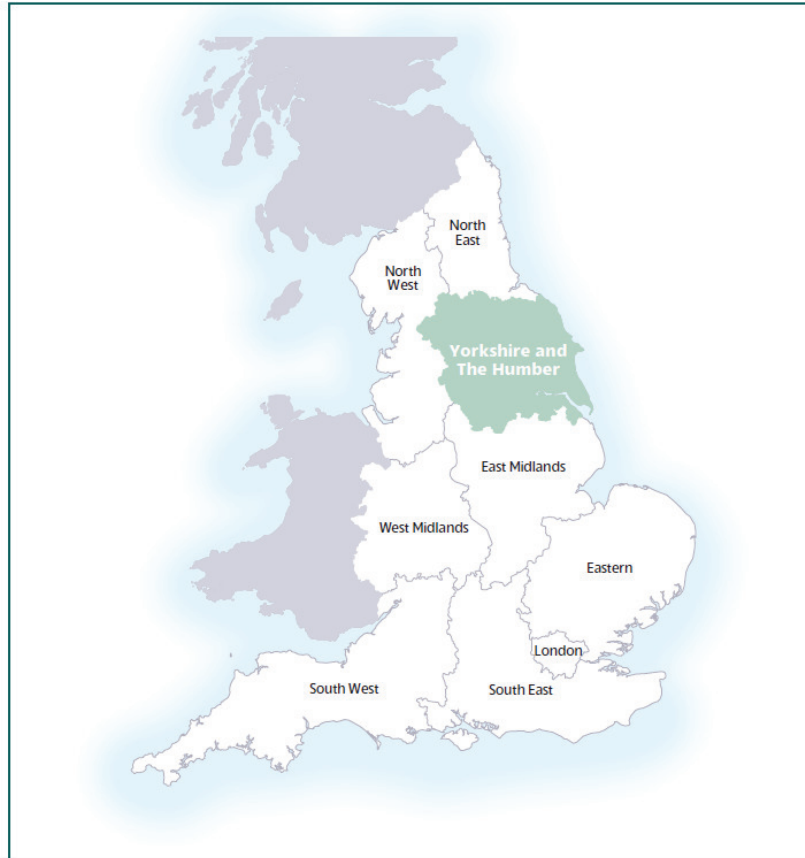 North
East
North
West
Yorkshire and
The Humber
East Midlands
West Midlands
Eastern
London
South West
South East